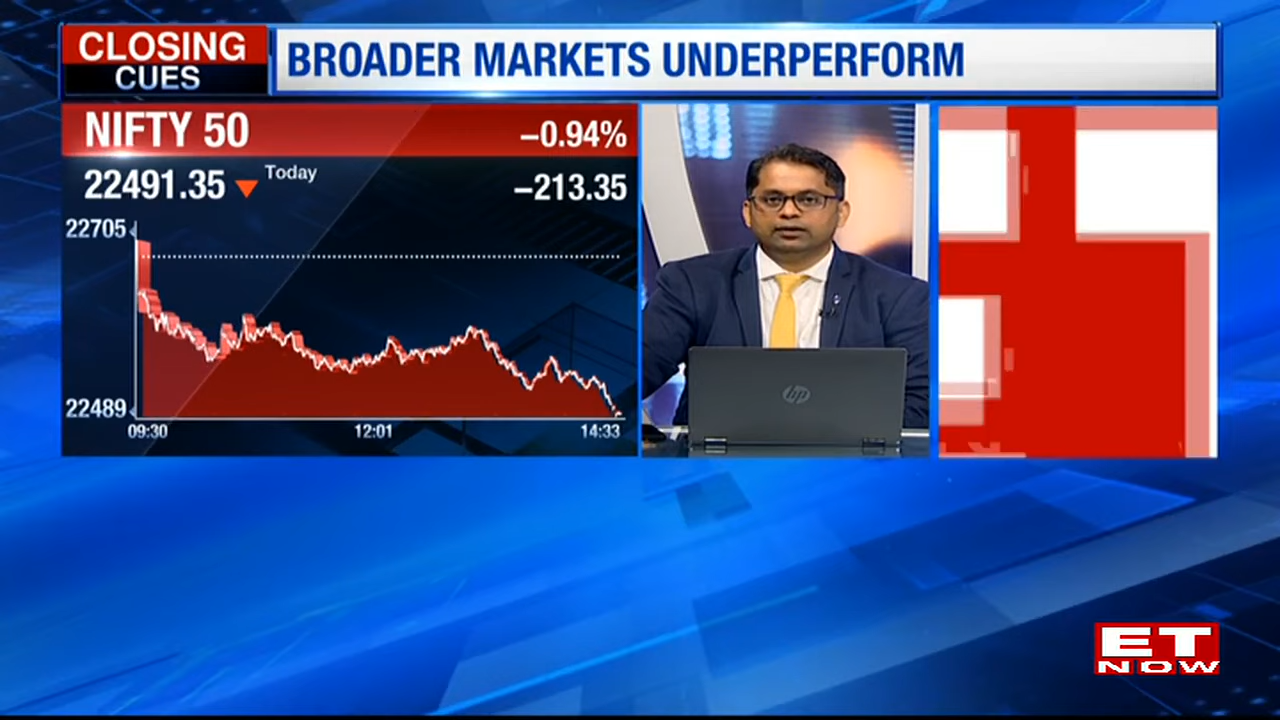 CLOSING
CUES
BROADER MARKETS UNDERPERFORM
NIFTY 50
−0.94%
22491.35 ▼ Today
−213.35
22705
22489
09:30
12:01
14:33
hp
ET
NOW